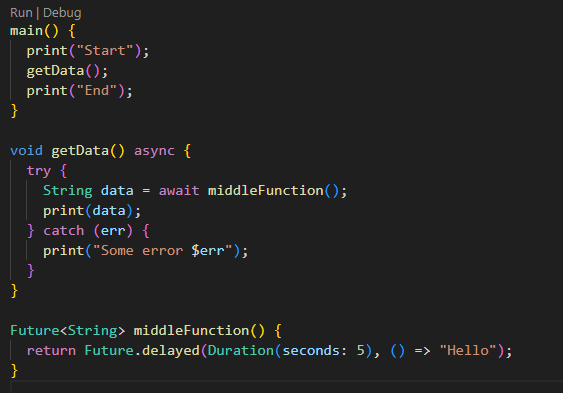 Run | Debug
main() {
  print("Start");
  getData();
  print("End");
}
void getData() async {
  try {
    String data = await middleFunction();
    print(data);
  } catch (err) {
    print("Some error $err");
  }
}
Future<String> middleFunction() {
  return Future.delayed(Duration(seconds: 5), () => "Hello");
}